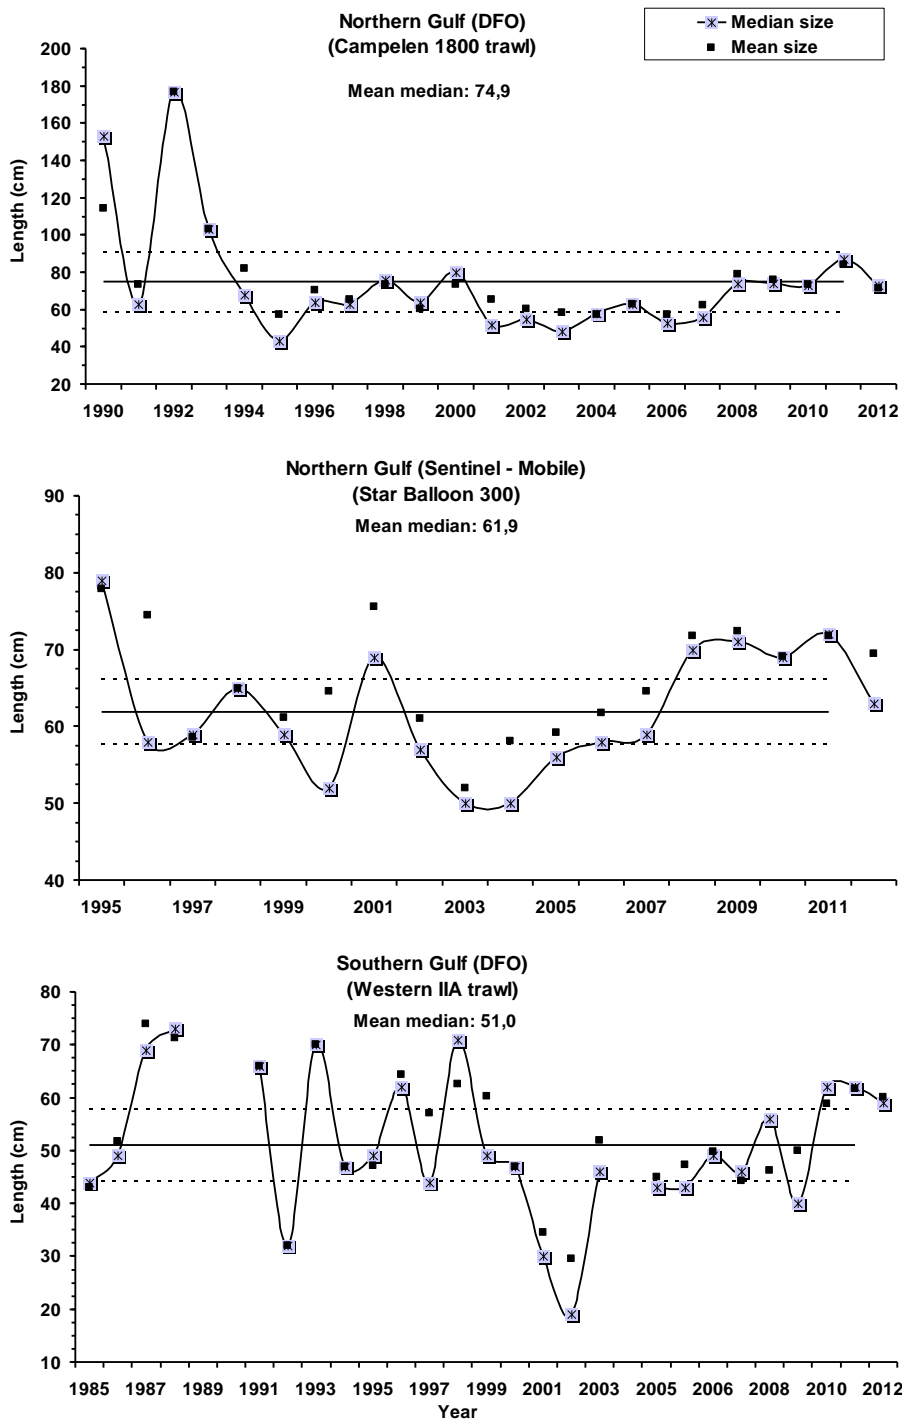 Northern Gulf (DFO)
(Campelen 1800 trawl)
Mean median: 74,9
Median size
Mean size
Length (cm)
200
180
160
140
120
100
80
60
40
20
1990 1992 1994 1996 1998 2000 2002 2004 2006 2008 2010 2012
Northern Gulf (Sentinel - Mobile)
(Star Balloon 300)
Mean median: 61,9
Length (cm)
90
80
70
60
50
40
1995 1997 1999 2001 2003 2005 2007 2009 2011
Southern Gulf (DFO)
(Western IIA trawl)
Mean median: 51,0
Length (cm)
80
70
60
50
40
30
20
10
1985 1987 1989 1991 1993 1995 1997 1999 2001 2003 2005 2006 2008 2010 2012
Year